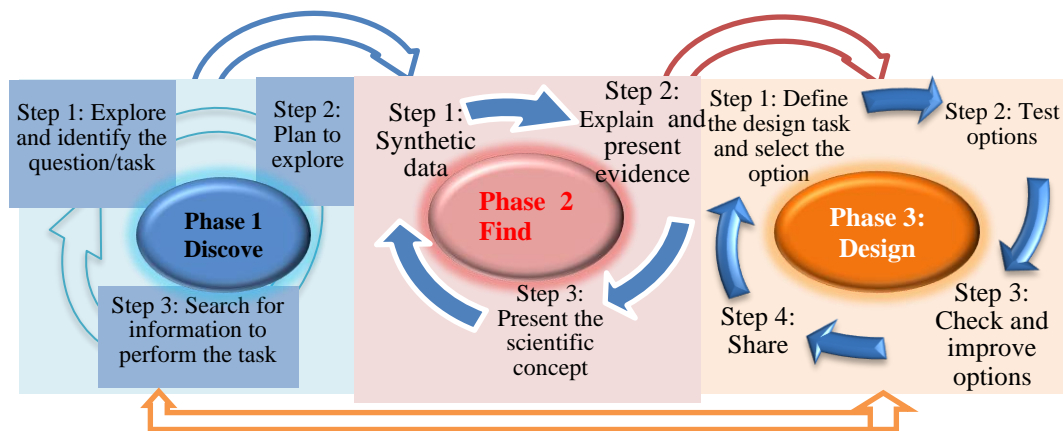 Step 1: Explore
and identify the
question/task
Step 2:
Plan to
explore
Phase 1
Discove
Step 3: Search for
information to
perform the task
Step 1:
Synthetic
data
Step 2:
Explain and
present
evidence
Phase 2
Find
Step 3:
Present the
scientific
concept
Step 1: Define
the design task
and select the
option
Step 2: Test
options
Phase 3:
Design
Step 3:
Check and
improve
options
Step 4:
Share